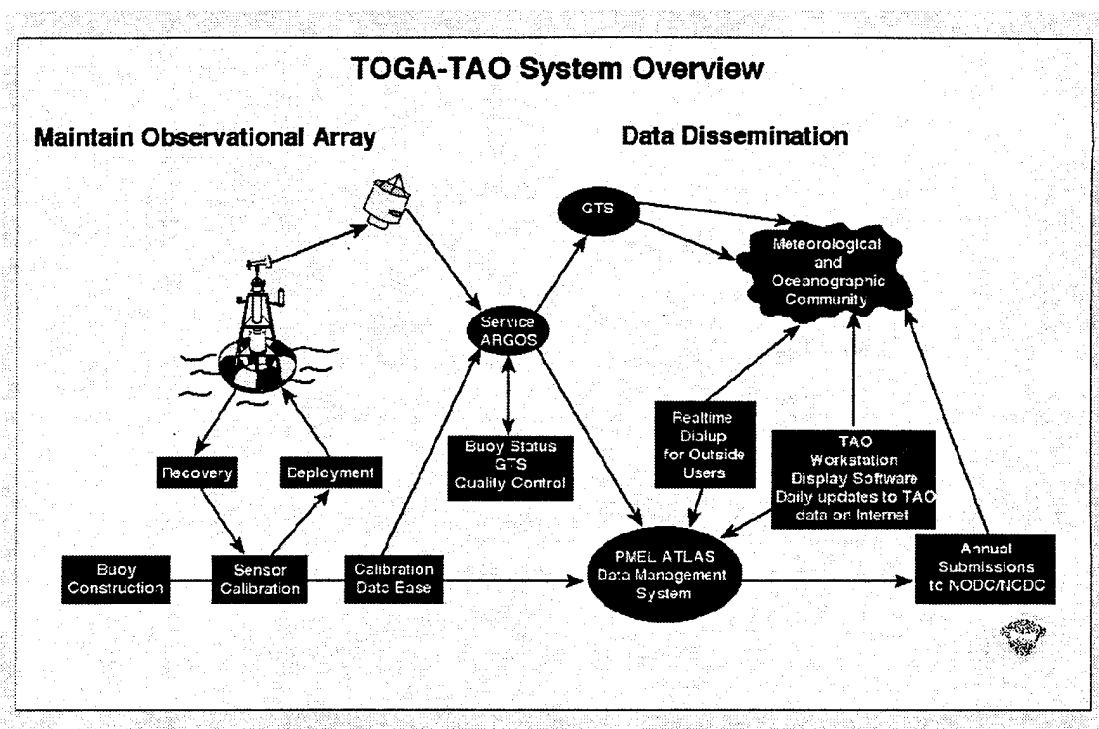 TOGA-TAO System Overview
Maintain Observational Array
Data Dissemination
GTS
Meteorological
and
Oceanographic
Community
Service
ARGOS
Realtime
Dialup
for Outside
Users
TAO
Workstation
Display Software
Daily updates to TAO
data on Internet
Buoy Status
GTS
Quality Control
Recovery
Deployment
Buoy
Construction
Sensor
Calibration
Calibration
Data Ease
PMEL ATLAS
Data Management
System
Annual
Submissions
to NODC/NCDC